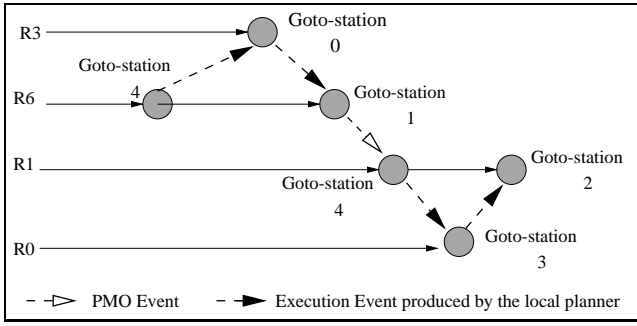 R3
Goto-station
0
Goto-station
4
R6
Goto-station
1
R1
Goto-station
4
Goto-station
2
R0
Goto-station
3
PMO Event
Execution Event produced by the local planner